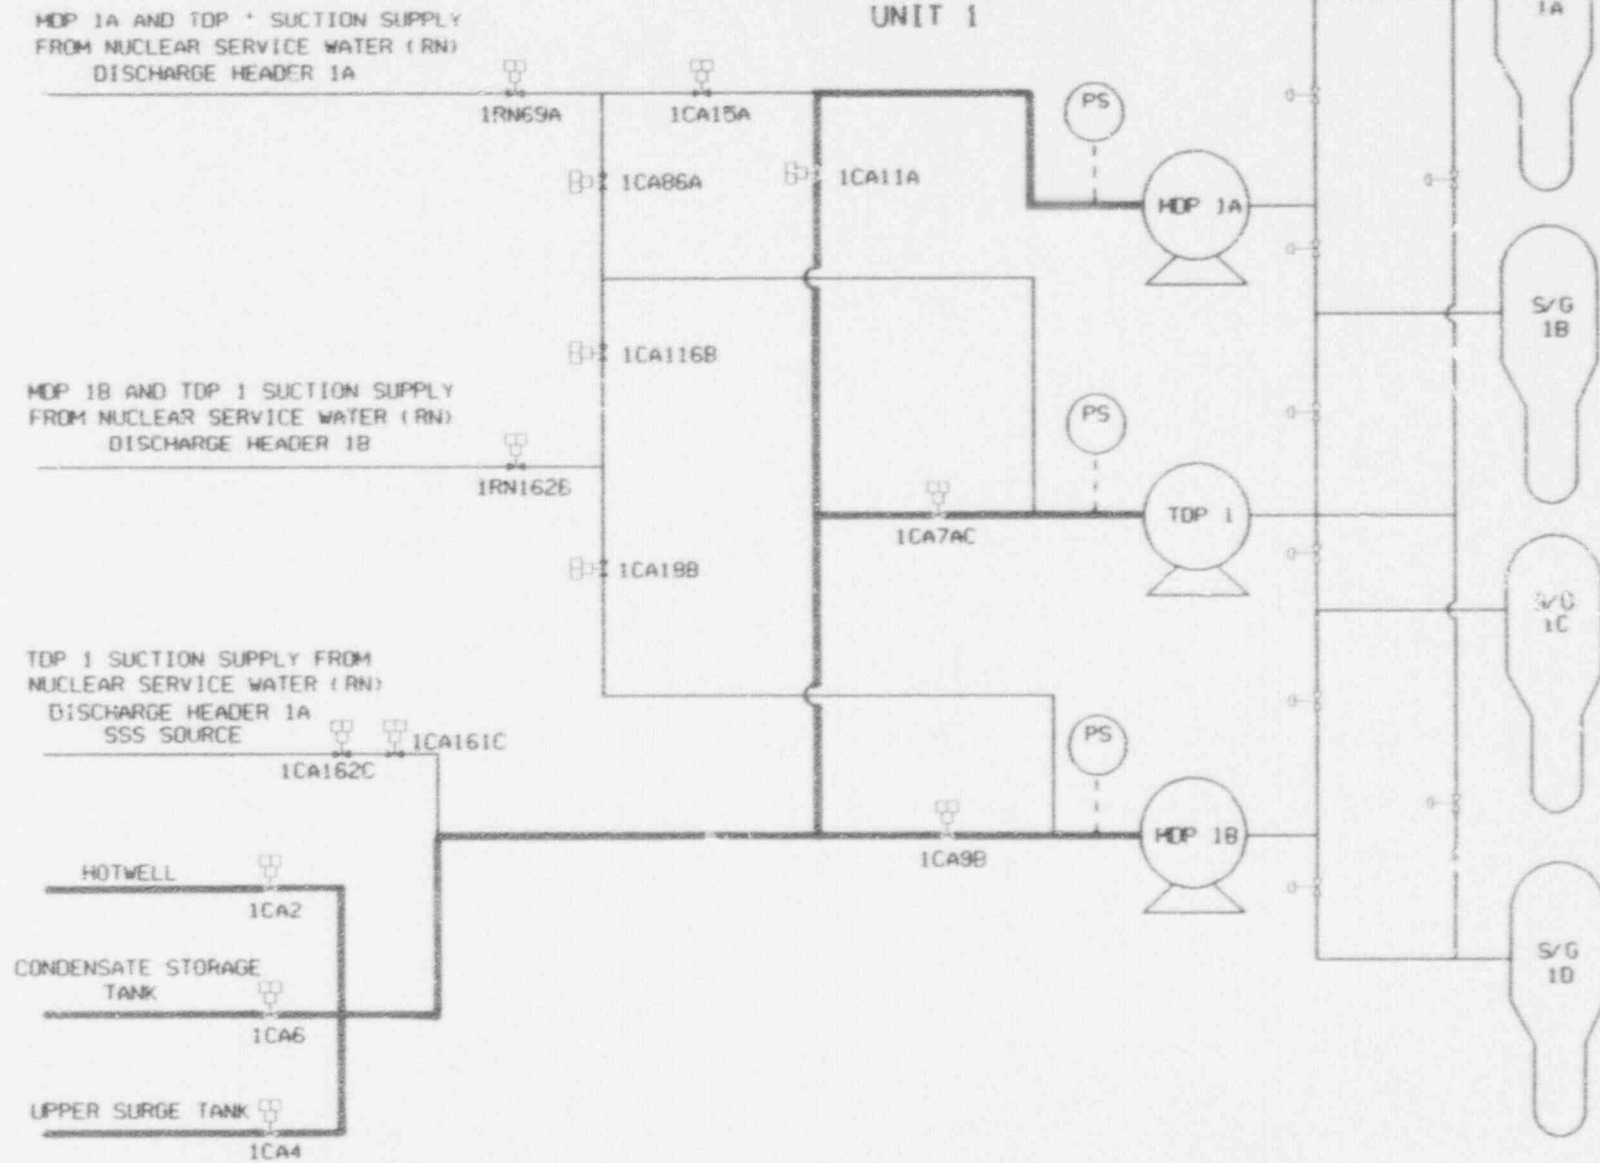 UNIT 1
1A
MDP 1A AND TDP * SUCTION SUPPLY
FROM NUCLEAR SERVICE WATER (RN)
DISCHARGE HEADER 1A
1RN69A
1CA15A
PS
1CA86A
1CA11A
MDP 1A
S/G
1B
1CA116B
MDP 1B AND TDP 1 SUCTION SUPPLY
FROM NUCLEAR SERVICE WATER (RN)
DISCHARGE HEADER 1B
PS
1RN162B
TDP 1
1CA7AC
1CA18B
S/G
1C
TDP 1 SUCTION SUPPLY FROM
NUCLEAR SERVICE WATER (RN)
DISCHARGE HEADER 1A
SSS SOURCE
1CA161C
1CA162C
PS
MDP 1B
1CA9B
HOTWELL
1CA2
CONDENSATE STORAGE
TANK
1CA6
S/G
1D
UPPER SURGE TANK
1CA4